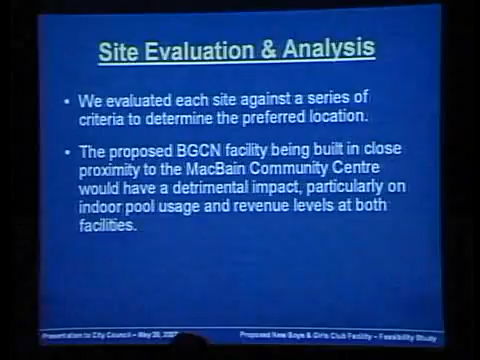 Site Evaluation & Analysis
• We evaluated each site against a series of
criteria to determine the preferred location.
• The proposed BGCN facility being built in close
proximity to the MacBain Community Centre
would have a detrimental impact, particularly on
indoor pool usage and revenue levels at both
facilities.
Presentation to City Council – May 28,
Proposed New Boys & Girls Club Facility – Feasibility Study